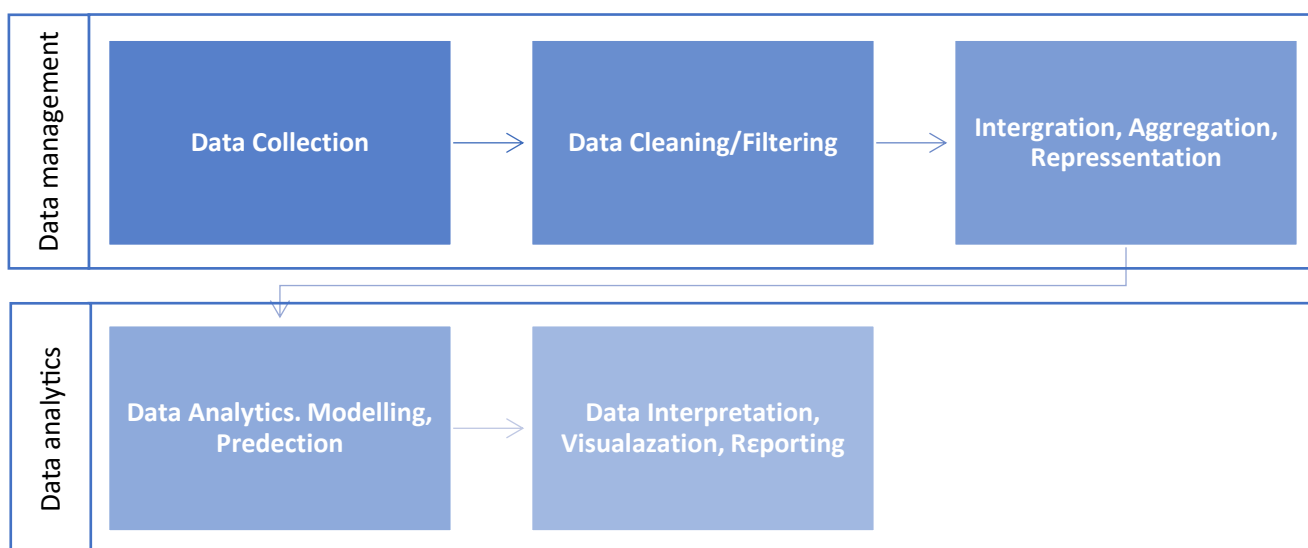 Data management
Data Collection
Data Cleaning/Filtering
Intergration, Aggregation,
Repressentation
Data analytics
Data Analytics. Modelling,
Predection
Data Interpretation,
Visualazation, Rεporting